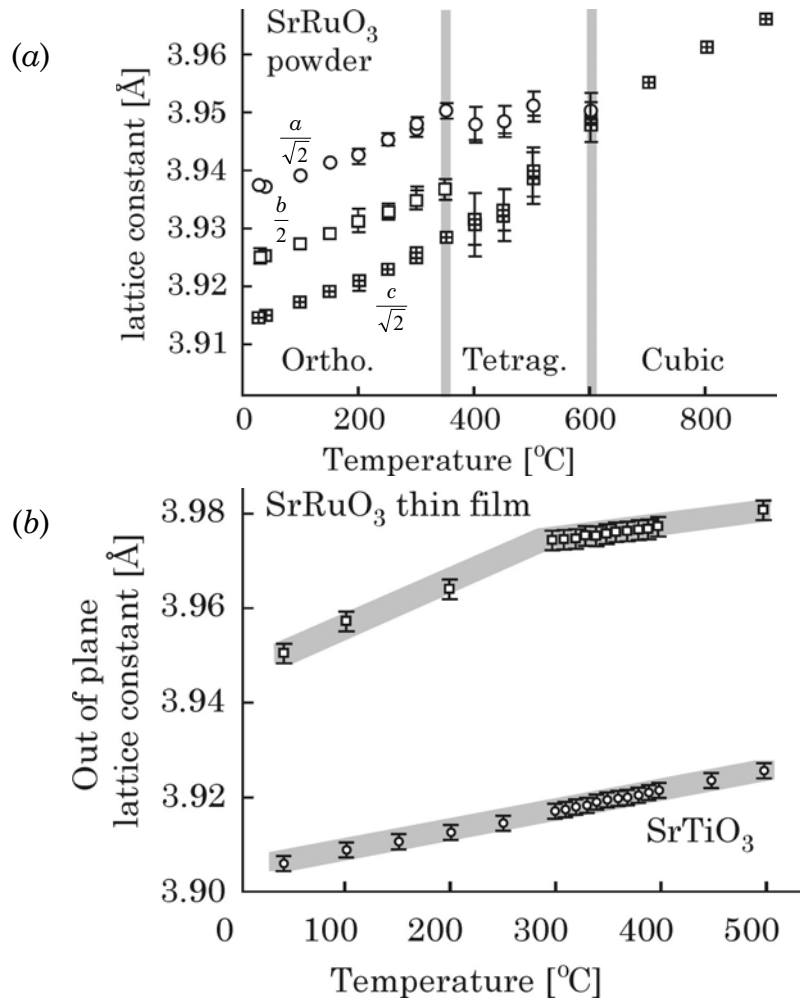 (a)
SrRuO₃
powder
lattice constant [Å]
3.96
3.95
3.94
3.93
3.92
3.91
a/√2
b/2
c/√2
Ortho.
Tetrag.
Cubic
0
200
400
600
800
Temperature [°C]
(b)
SrRuO₃ thin film
Out of plane
lattice constant [Å]
3.98
3.96
3.94
3.92
3.90
SrTiO₃
0
100
200
300
400
500
Temperature [°C]